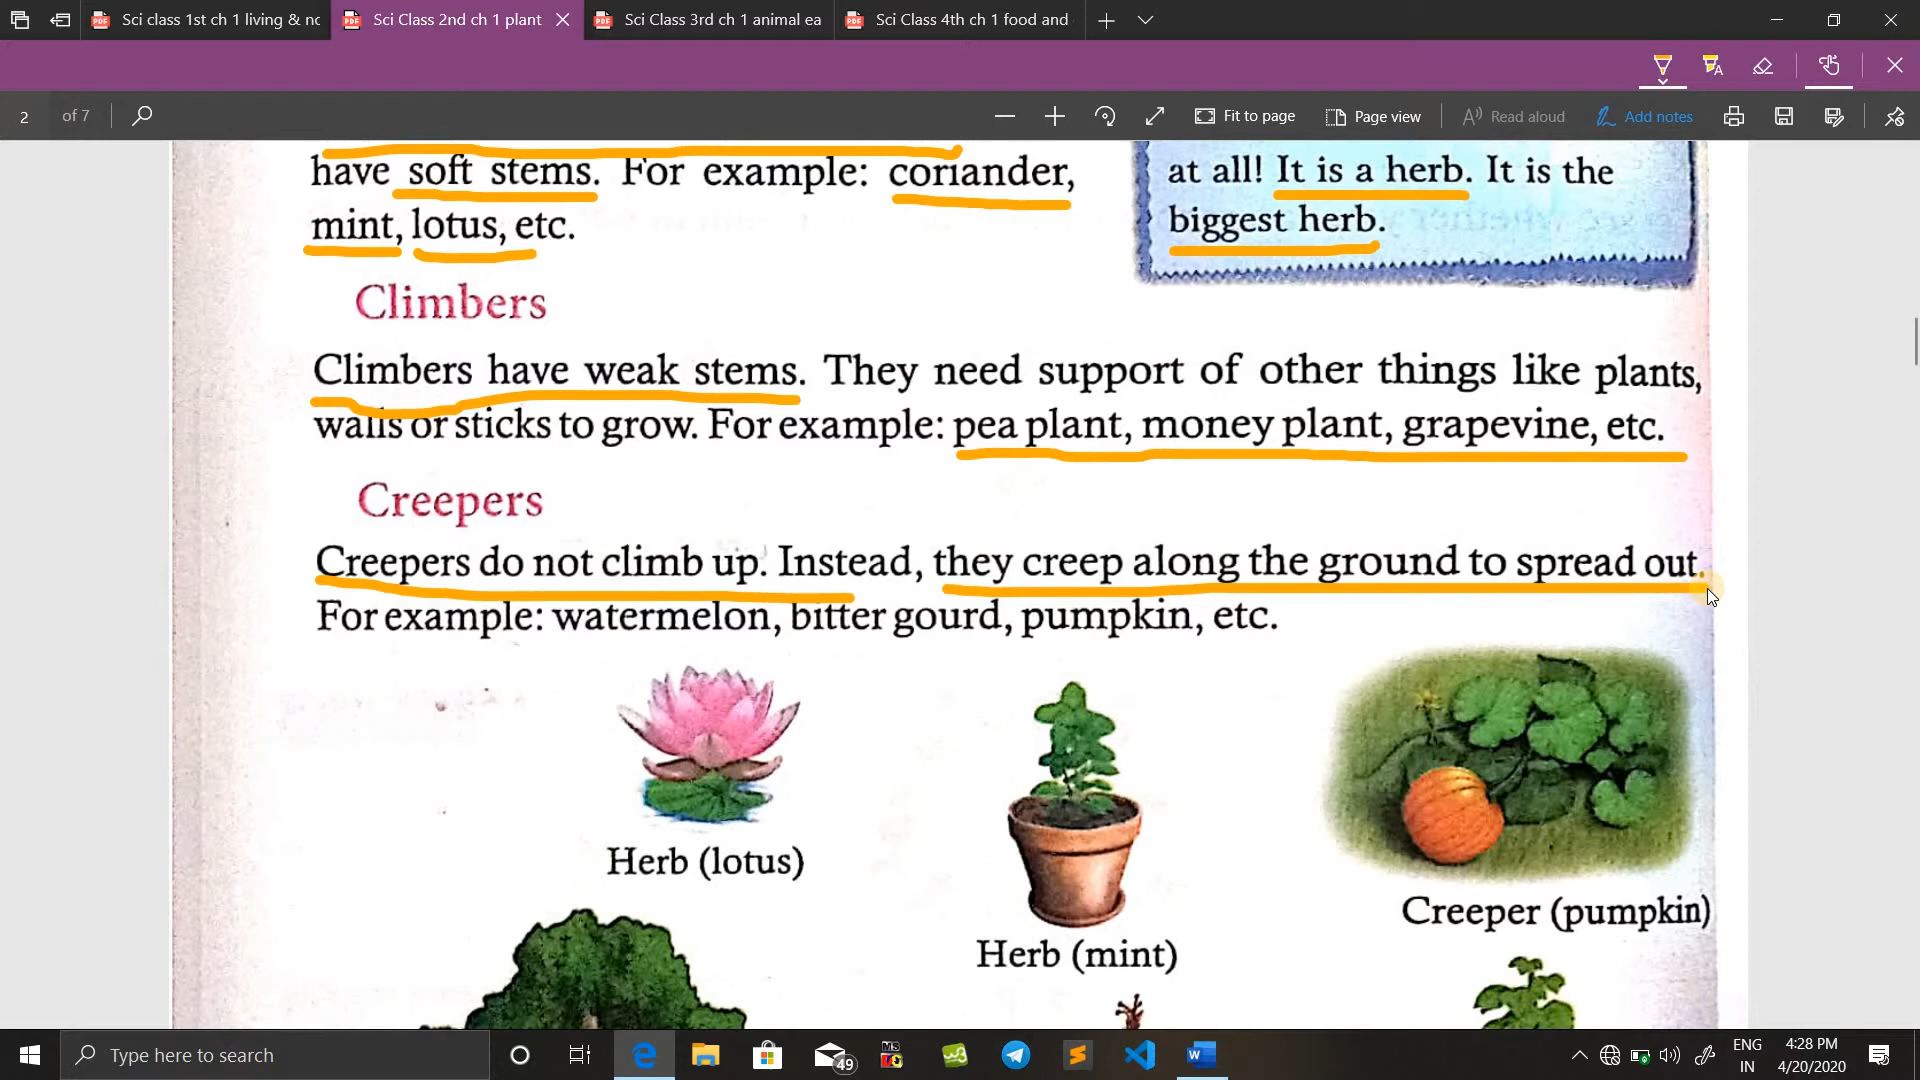 Sci class 1st ch 1 living & no
Sci Class 2nd ch 1 plant
Sci Class 3rd ch 1 animal ea
Sci Class 4th ch 1 food and
2 of 7
Fit to page
Page view
Read aloud
Add notes
have soft stems. For example: coriander,
mint, lotus, etc.
at all! It is a herb. It is the
biggest herb.
Climbers
Climbers have weak stems. They need support of other things like plants,
walls or sticks to grow. For example: pea plant, money plant, grapevine, etc.
Creepers
Creepers do not climb up. Instead, they creep along the ground to spread out.
For example: watermelon, bitter gourd, pumpkin, etc.
Herb (lotus)
Herb (mint)
Creeper (pumpkin)
Type here to search
49
ENG
IN
4:28 PM
4/20/2020